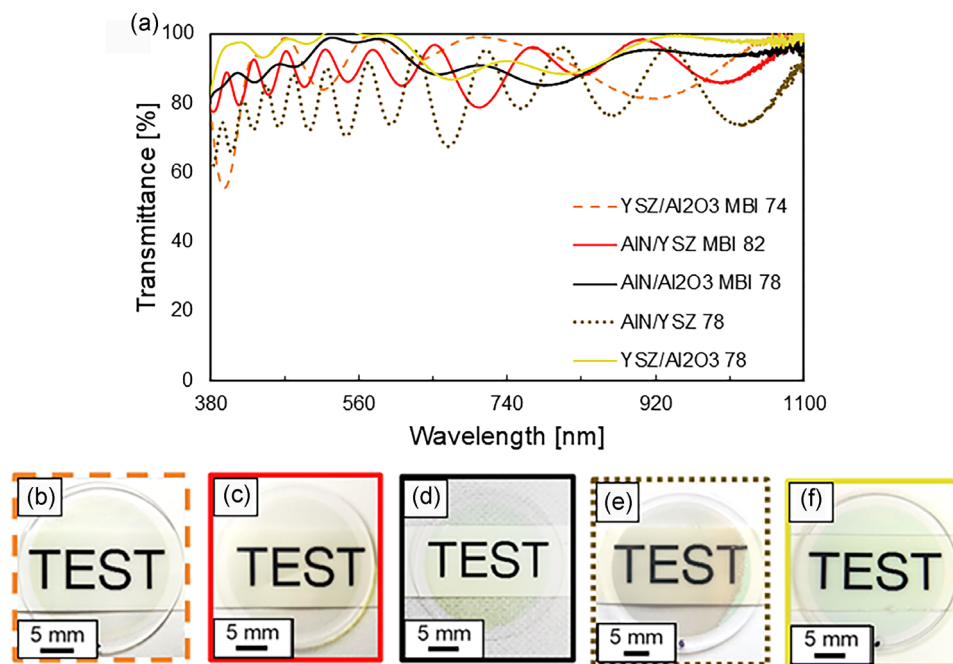 (a)
100
80
60
40
20
0
Transmittance [%]
YSZ/Al2O3 MBI 74
AlN/YSZ MBI 82
AlN/Al2O3 MBI 78
AlN/YSZ 78
YSZ/Al2O3 78
380 560 740 920 1100
Wavelength [nm]
(b) (c) (d) (e) (f)
TEST TEST TEST TEST TEST
5 mm 5 mm 5 mm 5 mm 5 mm